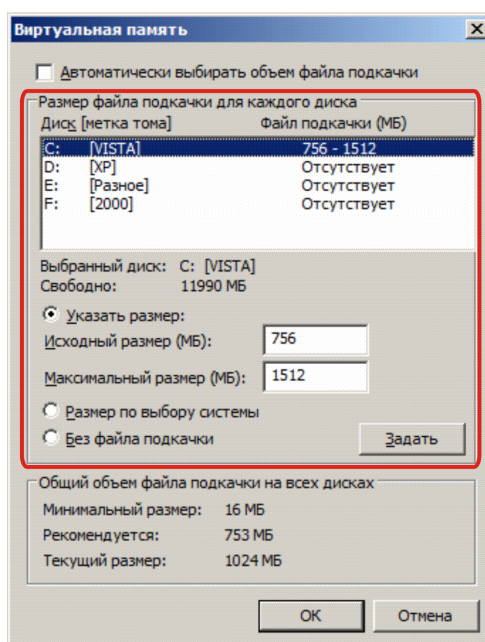 Виртуальная память
Автоматически выбирать объем файла подкачки
Размер файла подкачки для каждого диска
Диск [метка тома] Файл подкачки (МБ)
C: [VISTA] 756 - 1512
D: [XP] Отсутствует
E: [Разное] Отсутствует
F: [2000] Отсутствует
Выбранный диск: C: [VISTA]
Свободно: 11990 МБ
Указать размер:
Исходный размер (МБ): 756
Максимальный размер (МБ): 1512
Размер по выбору системы
Без файла подкачки Задать
Общий объем файла подкачки на всех дисках
Минимальный размер: 16 МБ
Рекомендуется: 753 МБ
Текущий размер: 1024 МБ
OK Отмена